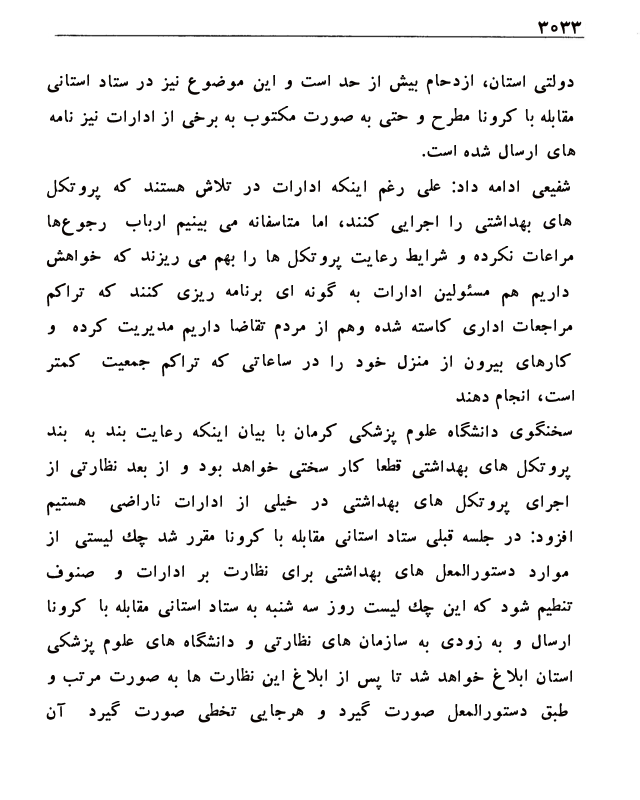 ۳۰۳۳
دولتی استان، ازدحام بیش از حد است و این موضوع نیز در ستاد استانی
مقابله با کرونا مطرح و حتی به صورت مکتوب به برخی از ادارات نیز نامه
های ارسال شده است.
شفیعی ادامه داد: علی رغم اینکه ادارات در تلاش هستند که پروتکل
های بهداشتی را اجرایی کنند، اما متاسفانه می بینیم ارباب رجوع‌ها
مراعات نکرده و شرایط رعایت پروتکل ها را بهم می ریزند که خواهش
داریم هم مسئولین ادارات به گونه ای برنامه ریزی کنند که تراکم
مراجعات اداری کاسته شده وهم از مردم تقاضا داریم مدیریت کرده و
کارهای بیرون از منزل خود را در ساعاتی که تراکم جمعیت کمتر
است، انجام دهند
سخنگوی دانشگاه علوم پزشکی کرمان با بیان اینکه رعایت بند به بند
پروتکل های بهداشتی قطعا کار سختی خواهد بود و از بعد نظارتی از
اجرای پروتکل های بهداشتی در خیلی از ادارات ناراضی هستیم
افزود: در جلسه قبلی ستاد استانی مقابله با کرونا مقرر شد چك لیستی از
موارد دستورالمعل های بهداشتی برای نظارت بر ادارات و صنوف
تنطیم شود که این چك لیست روز سه شنبه به ستاد استانی مقابله با کرونا
ارسال و به زودی به سازمان های نظارتی و دانشگاه های علوم پزشکی
استان ابلاغ خواهد شد تا پس از ابلاغ این نظارت ها به صورت مرتب و
طبق دستورالمعل صورت گیرد و هرجایی تخطی صورت گیرد آن